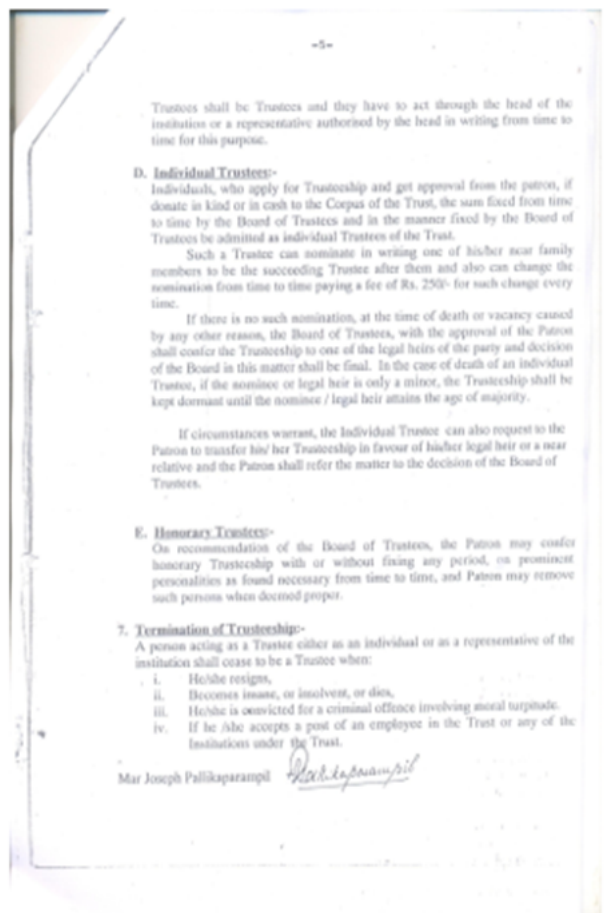 -5-
Trustees shall be Trustees and they have to act through the head of the
institution or a representative authorised by the head in writing from time to
time for this purpose.
D. Individual Trustees:-
Individuals, who apply for Trusteeship and get approval from the patron, if
donate in kind or in cash to the Corpus of the Trust, the sum fixed from time
to time by the Board of Trustees and in the manner fixed by the Board of
Trustees be admitted as individual Trustees of the Trust.
Such a Trustee can nominate in writing one of his/her near family
members to be the succeeding Trustee after them and also can change the
nomination from time to time paying a fee of Rs. 250/- for such change every
time.
If there is no such nomination, at the time of death or vacancy caused
by any other reason, the Board of Trustees, with the approval of the Patron
shall confer the Trusteeship to one of the legal heirs of the party and decision
of the Board in this matter shall be final. In the case of death of an individual
Trustee, if the nominee or legal heir is only a minor, the Trusteeship shall be
kept dormant until the nominee / legal heir attains the age of majority.
If circumstances warrant, the Individual Trustee can also request to the
Patron to transfer his/ her Trusteeship in favour of his/her legal heir or a near
relative and the Patron shall refer the matter to the decision of the Board of
Trustees.
E. Honorary Trustees:-
On recommendation of the Board of Trustees, the Patron may confer
honorary Trusteeship with or without fixing any period, on prominent
personalities as found necessary from time to time, and Patron may remove
such persons when deemed proper.
7. Termination of Trusteeship:-
A person acting as a Trustee either as an individual or as a representative of the
institution shall cease to be a Trustee when:
i. He/she resigns,
ii. Becomes insane, or insolvent, or dies,
iii. He/she is convicted for a criminal offence involving moral turpitude.
iv. If he /she accepts a post of an employee in the Trust or any of the
Institutions under the Trust.
Mar Joseph Pallikaparampil Pallikaparampil